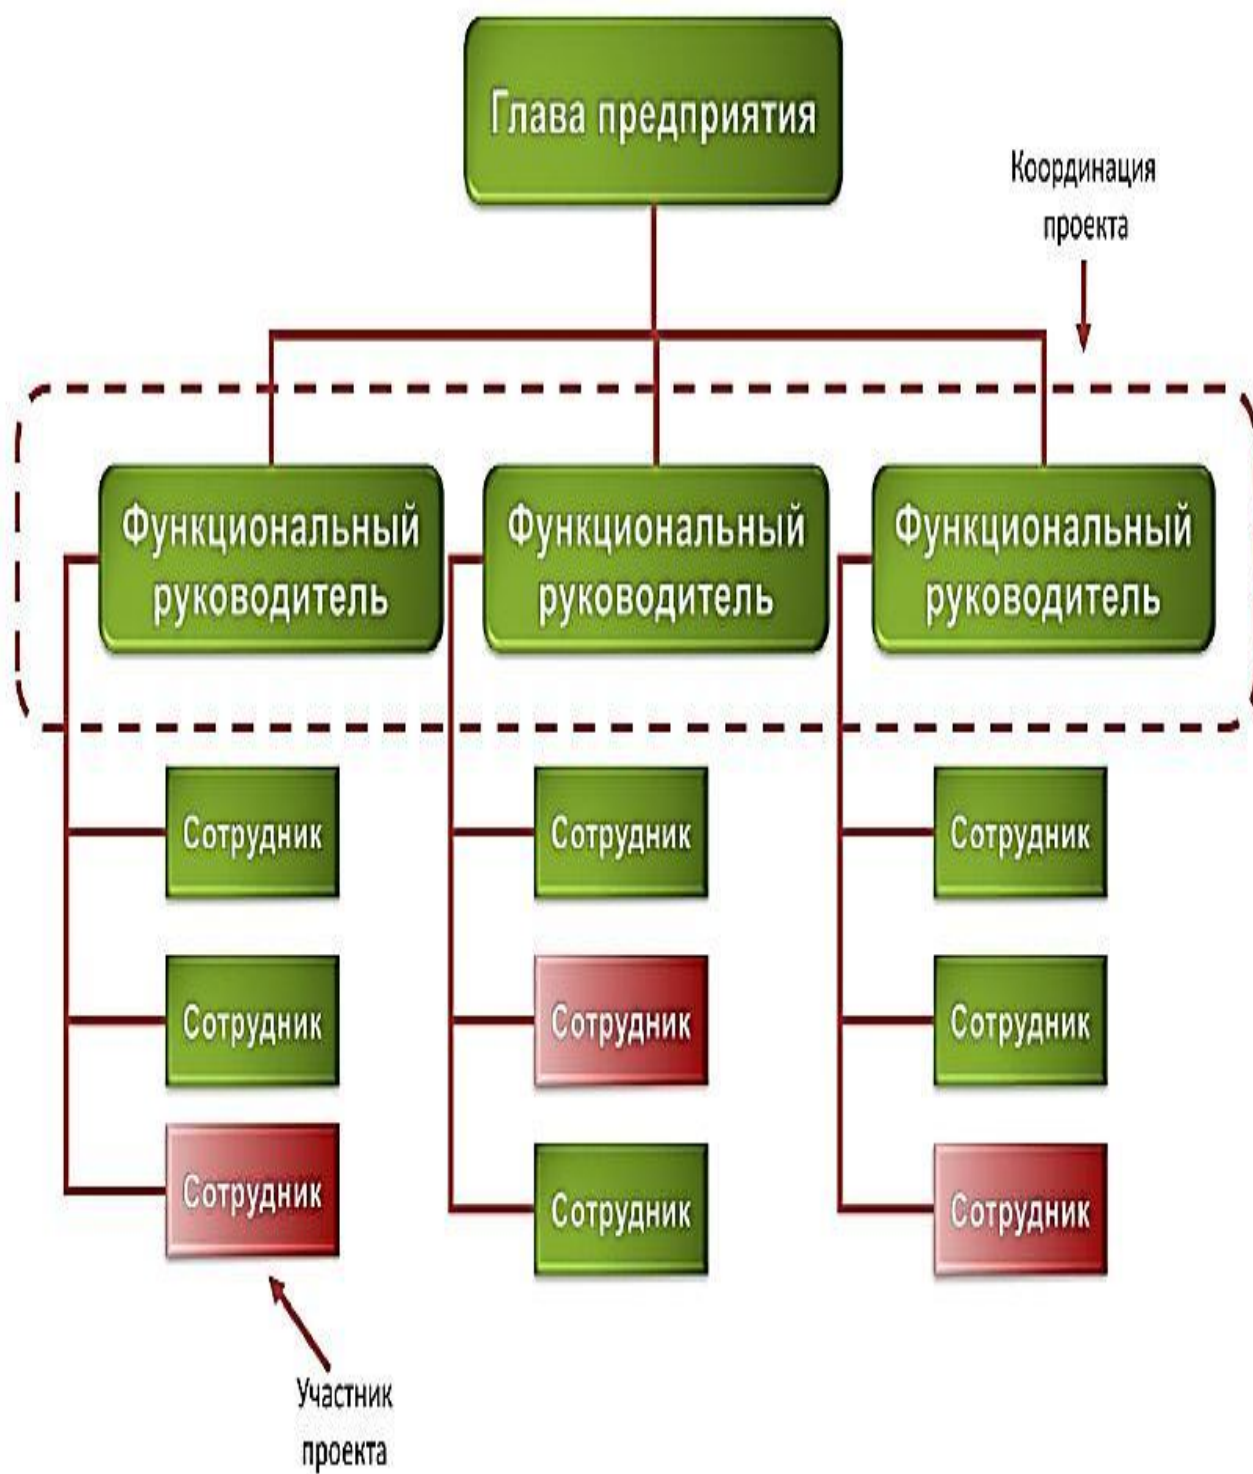 Глава предприятия
Координация
проекта
Функциональный
руководитель
Функциональный
руководитель
Функциональный
руководитель
Сотрудник
Сотрудник
Сотрудник
Сотрудник
Сотрудник
Сотрудник
Сотрудник
Сотрудник
Сотрудник
Участник
проекта